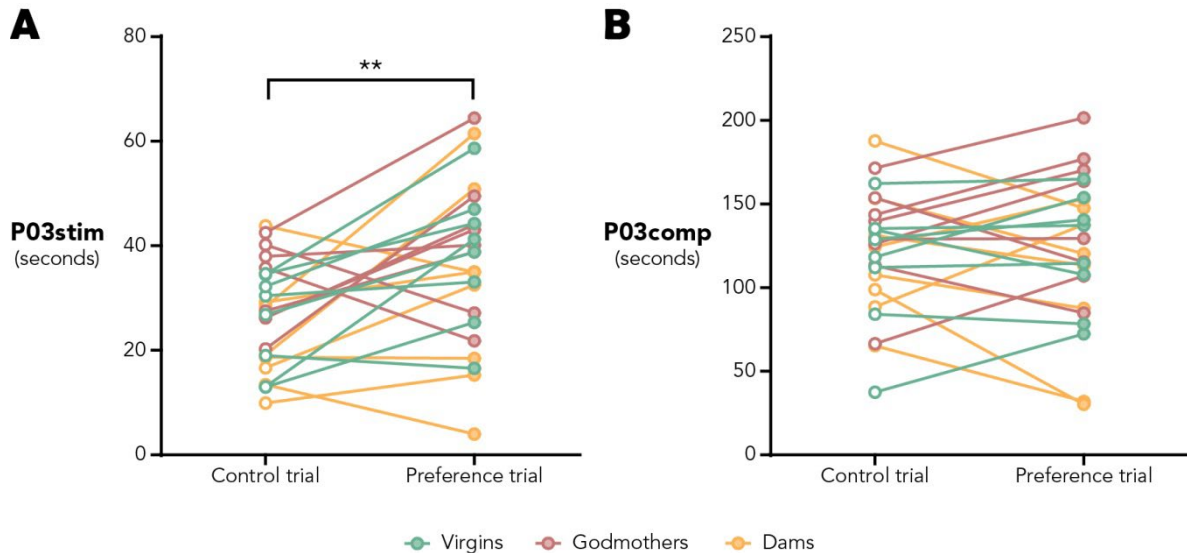 A
80
60
40
20
0
P03stim
(seconds)
**
Control trial
Preference trial
B
250
200
150
100
50
0
P03comp
(seconds)
Control trial
Preference trial
Virgins
Godmothers
Dams